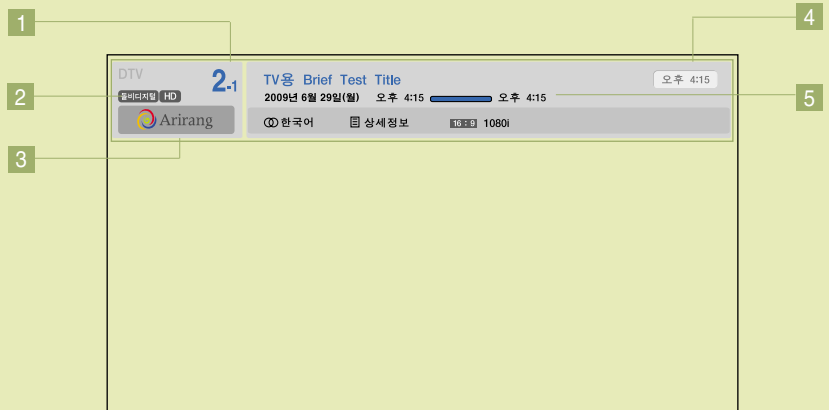 1
4
DTV
2-1
TV용 Brief Test Title
오후 4:15
2
돌비디지털 HD
2009년 6월 29일(월) 오후 4:15 오후 4:15
5
Arirang
한국어 상세정보 16:9 1080i
3